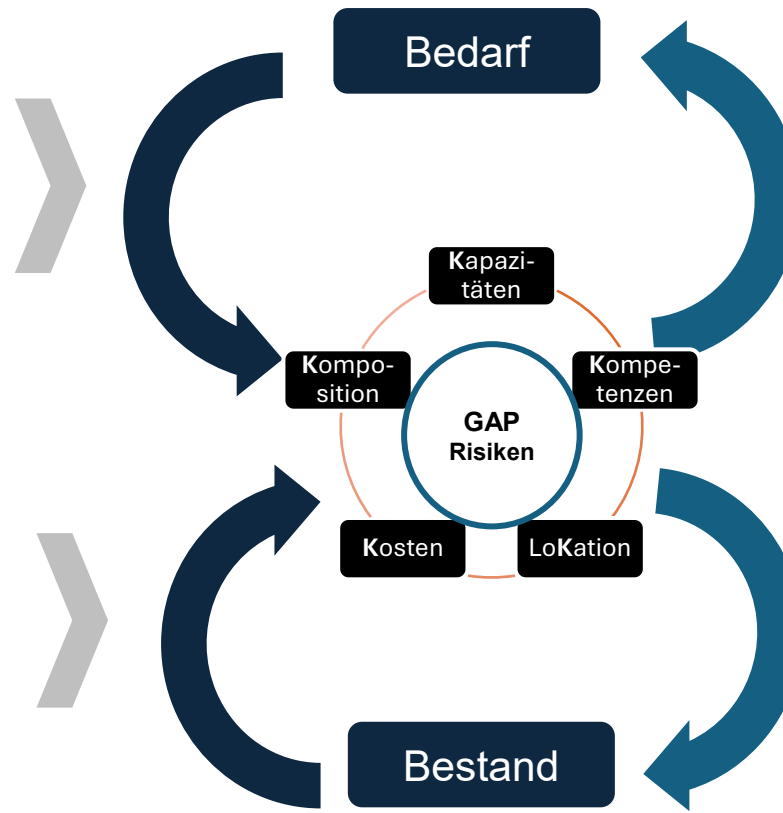 Bedarf
Kapazi-
täten
Kompo-
sition
Kompe-
tenzen
GAP
Risiken
Kosten
LoKation
Bestand